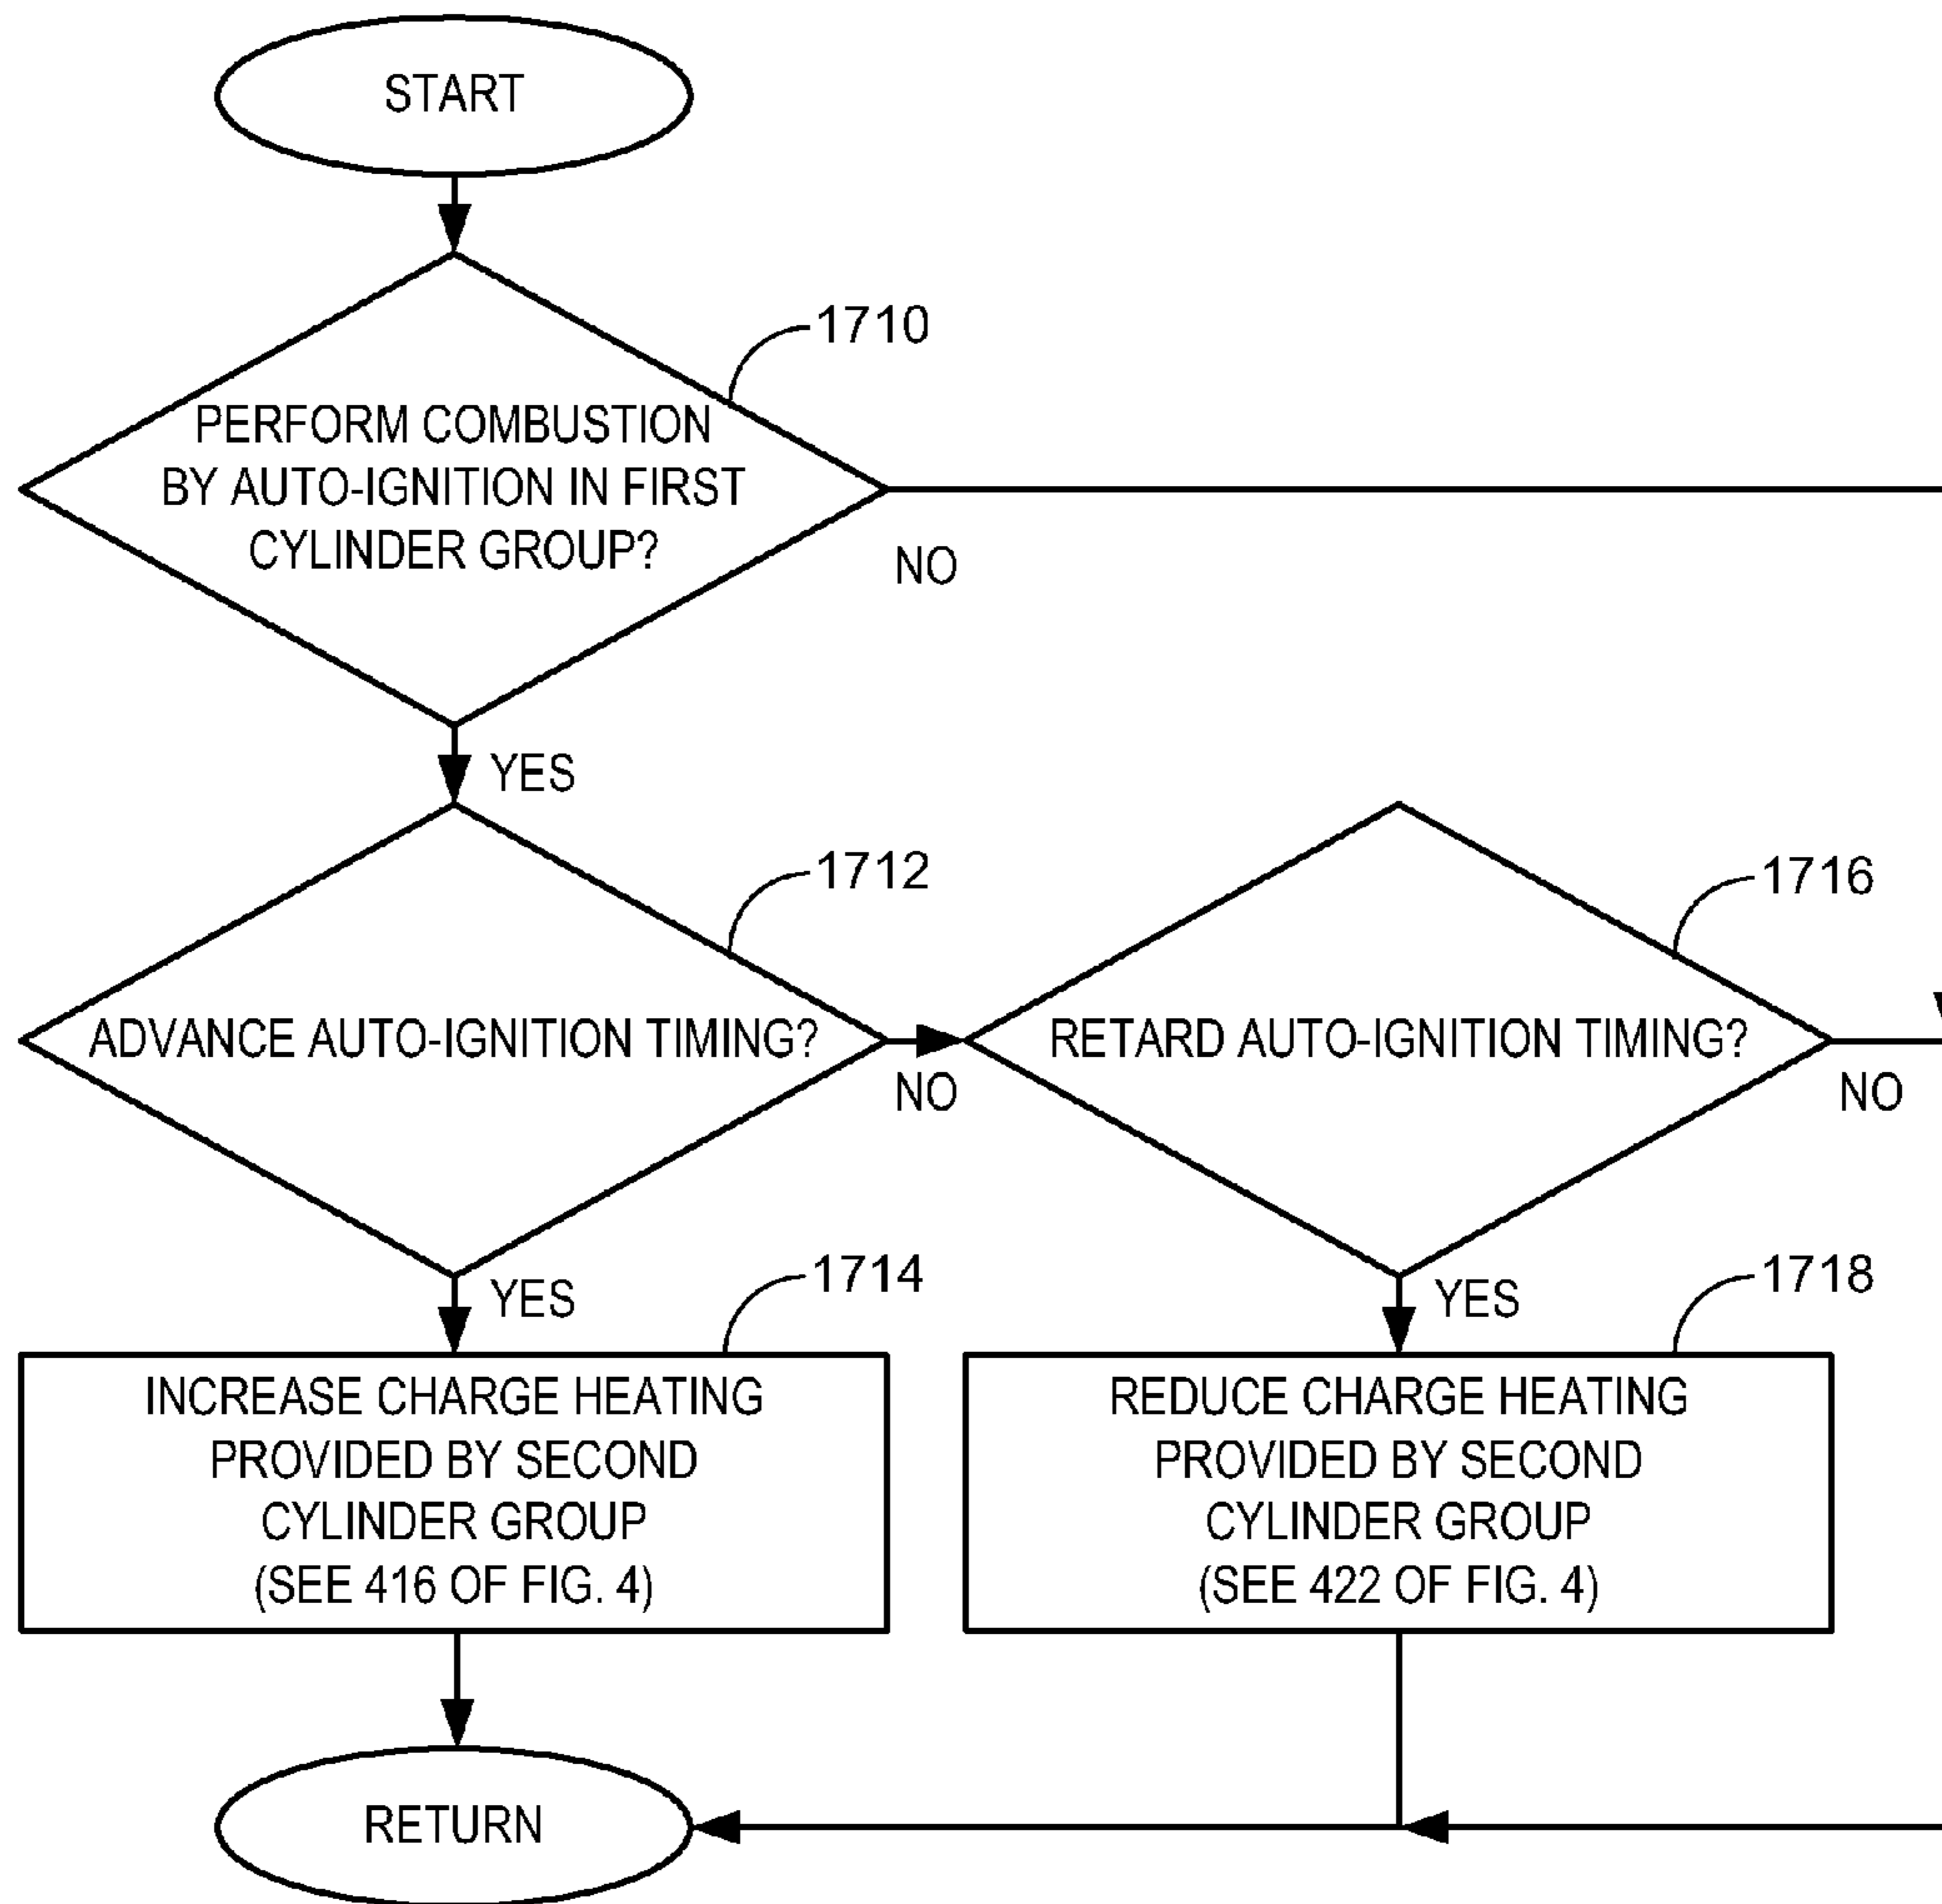 START
1710
PERFORM COMBUSTION
BY AUTO-IGNITION IN FIRST
CYLINDER GROUP?
NO
YES
1712
ADVANCE AUTO-IGNITION TIMING?
NO
1716
RETARD AUTO-IGNITION TIMING?
NO
YES
1714
INCREASE CHARGE HEATING
PROVIDED BY SECOND
CYLINDER GROUP
(SEE 416 OF FIG. 4)
YES
1718
REDUCE CHARGE HEATING
PROVIDED BY SECOND
CYLINDER GROUP
(SEE 422 OF FIG. 4)
RETURN